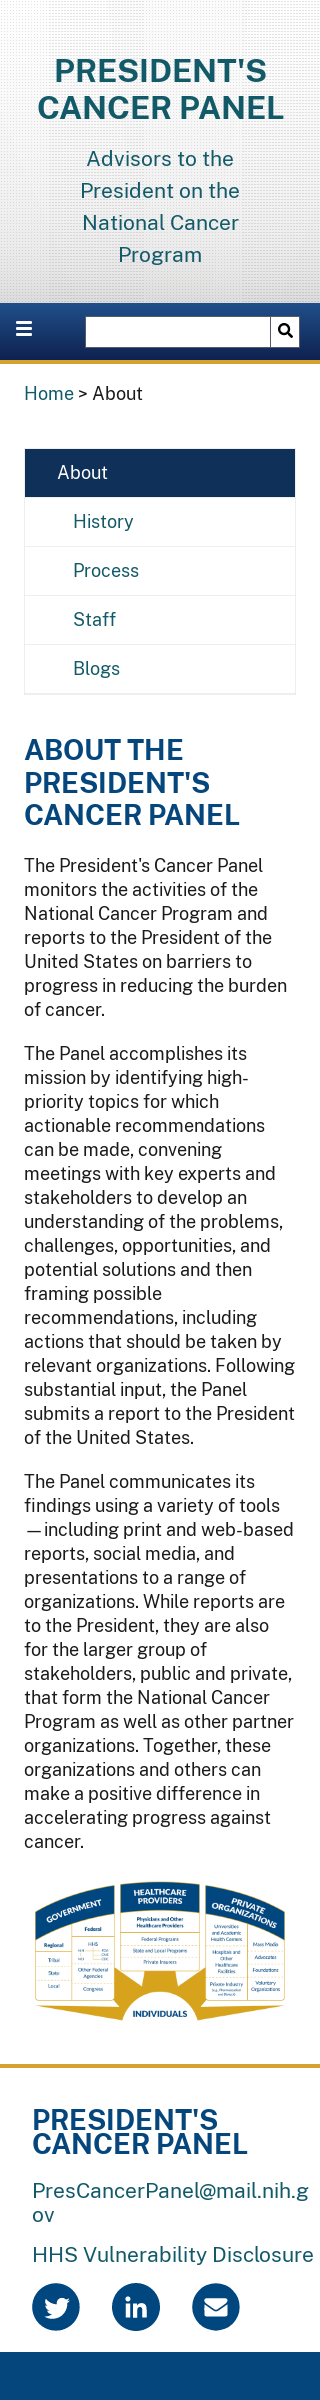 PRESIDENT'S
CANCER PANEL
Advisors to the
President on the
National Cancer
Program
Home > About
About
History
Process
Staff
Blogs
ABOUT THE
PRESIDENT'S
CANCER PANEL
The President's Cancer Panel
monitors the activities of the
National Cancer Program and
reports to the President of the
United States on barriers to
progress in reducing the burden
of cancer.
The Panel accomplishes its
mission by identifying high-
priority topics for which
actionable recommendations
can be made, convening
meetings with key experts and
stakeholders to develop an
understanding of the problems,
challenges, opportunities, and
potential solutions and then
framing possible
recommendations, including
actions that should be taken by
relevant organizations. Following
substantial input, the Panel
submits a report to the President
of the United States.
The Panel communicates its
findings using a variety of tools
—including print and web-based
reports, social media, and
presentations to a range of
organizations. While reports are
to the President, they are also
for the larger group of
stakeholders, public and private,
that form the National Cancer
Program as well as other partner
organizations. Together, these
organizations and others can
make a positive difference in
accelerating progress against
cancer.
GOVERNMENT
Regional
Tribal
State
Local
Federal
HHS
Other Federal
Agencies
Congress
HEALTHCARE
PROVIDERS
Physicians and Other
Healthcare Providers
Federal Programs
State and Local Programs
Private Insurers
PRIVATE
ORGANIZATIONS
Universities
and Academic
Health Centers
Hospitals and
Other
Healthcare
Facilities
Private Industry
Mass Media
Advocates
Foundations
Voluntary
Organizations
INDIVIDUALS
PRESIDENT'S
CANCER PANEL
PresCancerPanel@mail.nih.g
ov
HHS Vulnerability Disclosure